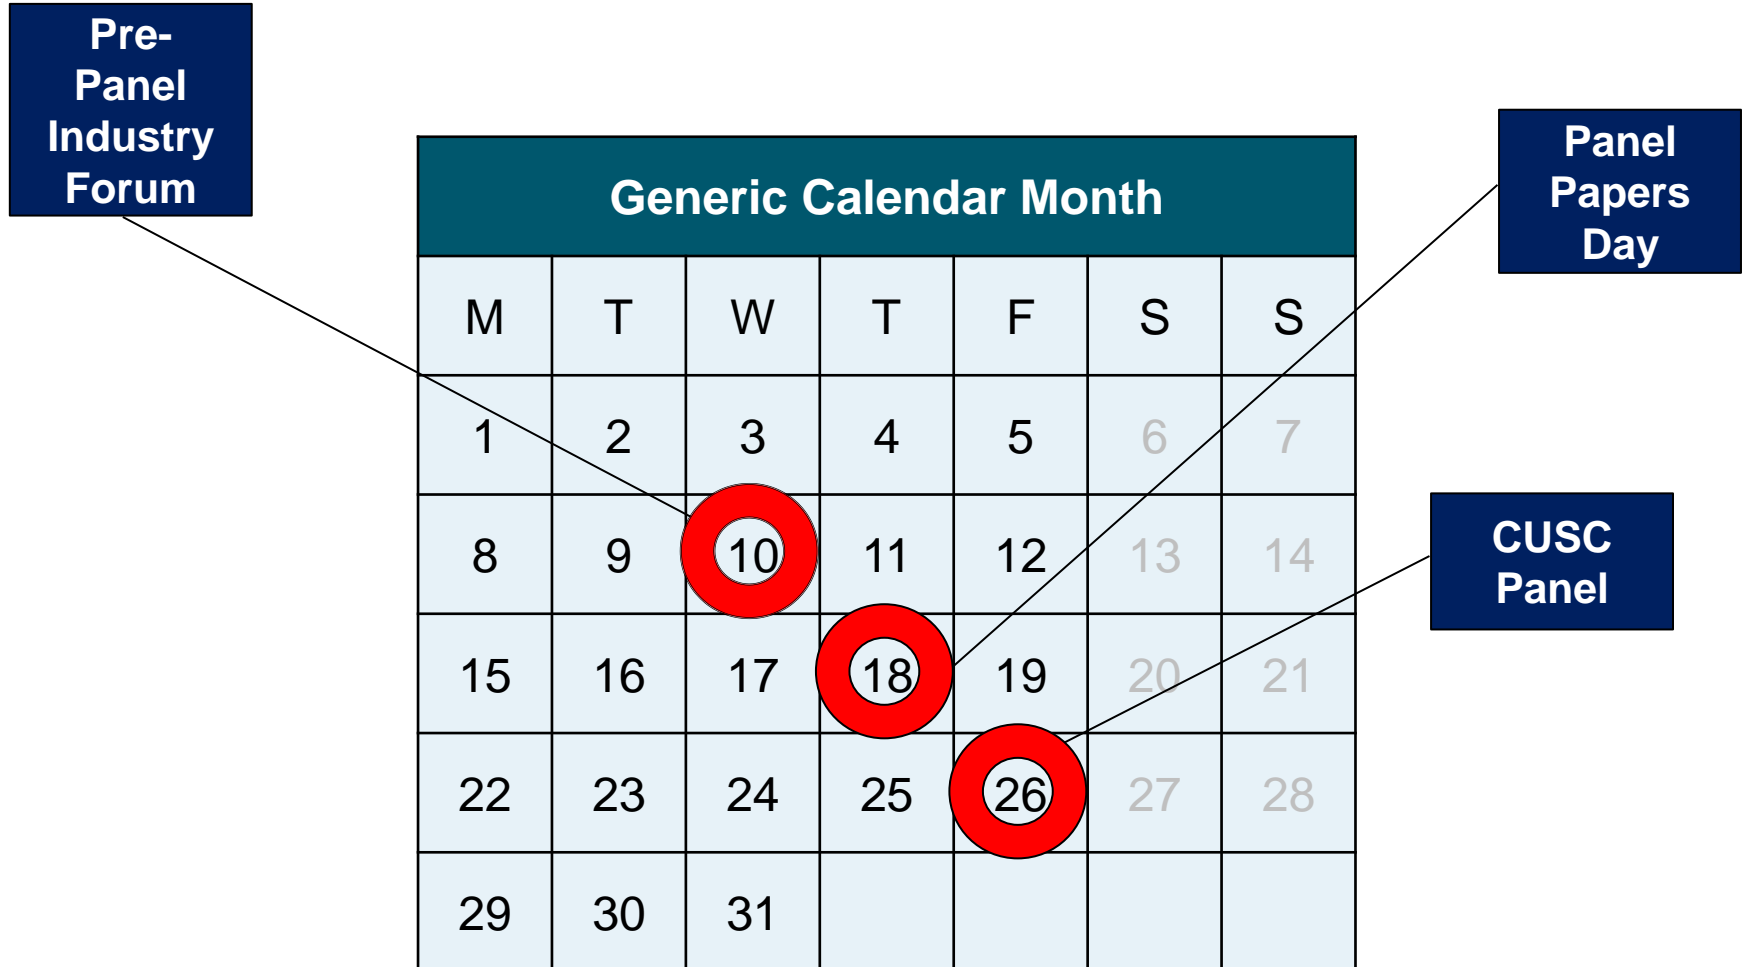 Pre-
Panel
Industry
Forum
Panel
Papers
Day
Generic Calendar Month
M T W T F S S
1 2 3 4 5 6 7
8 9 10 11 12 13 14
15 16 17 18 19 20 21
22 23 24 25 26 27 28
29 30 31
CUSC
Panel